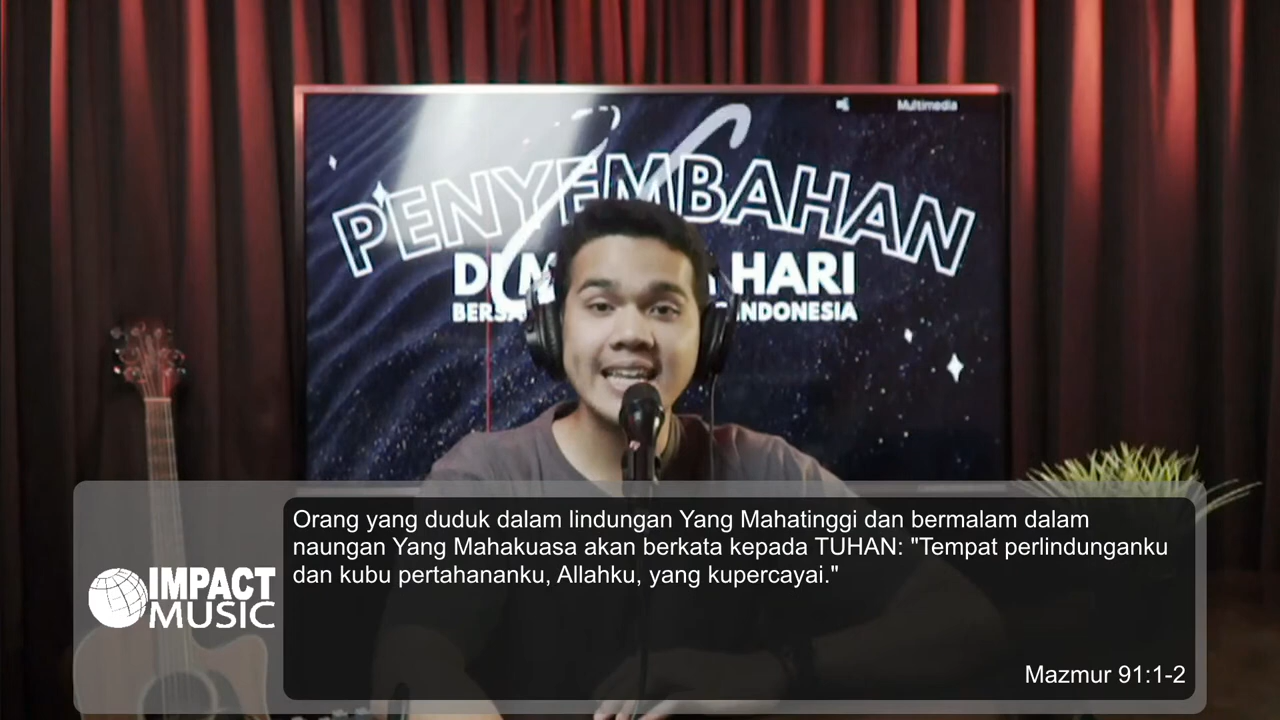 Multimedia
PENYEMBAHAN
HARI
INDONESIA
Orang yang duduk dalam lindungan Yang Mahatinggi dan bermalam dalam
naungan Yang Mahakuasa akan berkata kepada TUHAN: "Tempat perlindunganku
dan kubu pertahananku, Allahku, yang kupercayai."
IMPACT
MUSIC
Mazmur 91:1-2